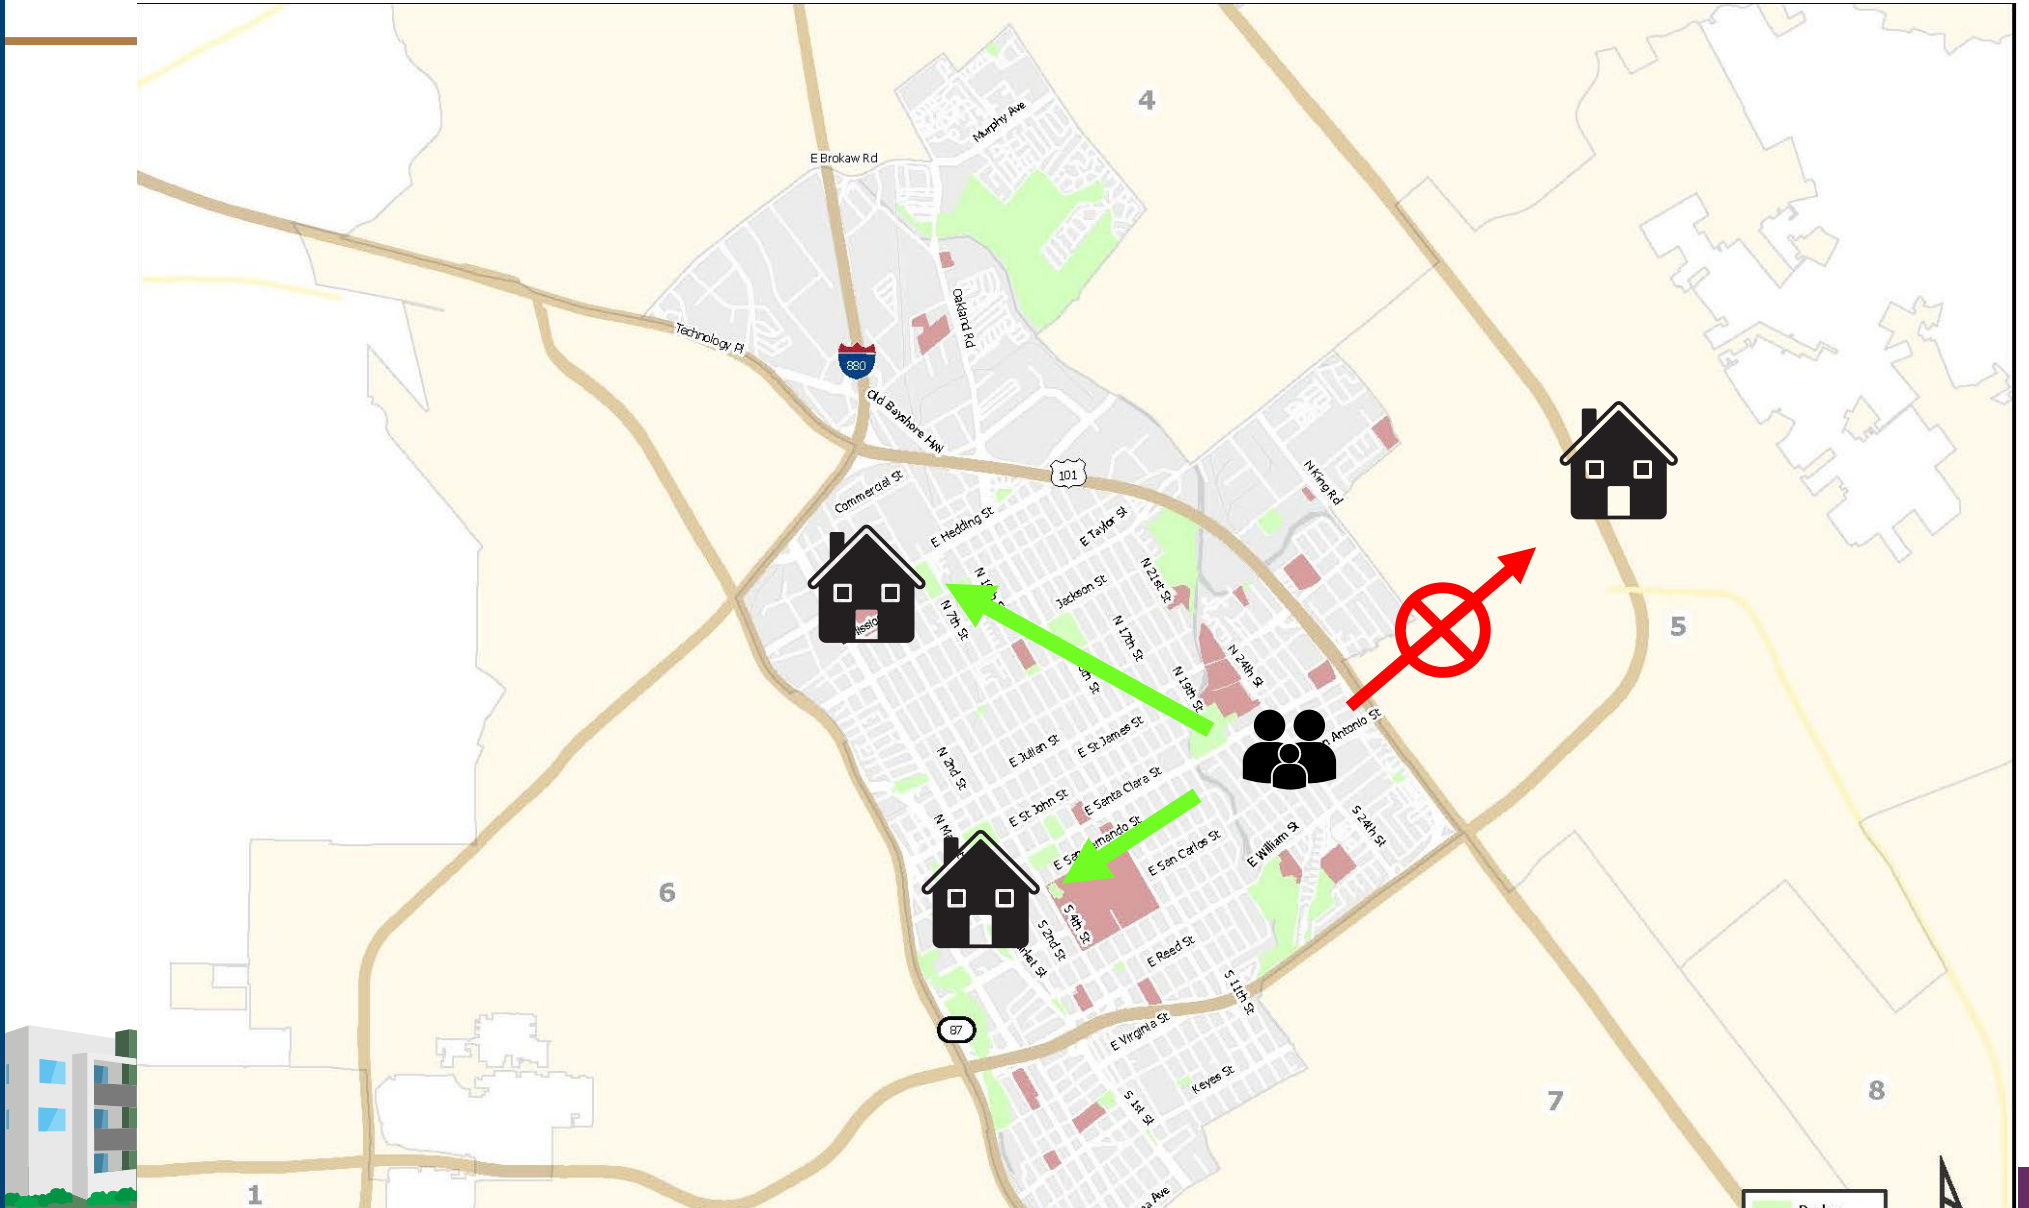 4
Murphy Ave
E Brokaw Rd
Oakland Rd
Technology Pl
880
Old Bayshore Hwy
101
N King Rd
Commercial St
E Hedding St
E Taylor St
N 21st St
Jackson St
N 7th St
N 17th St
5
N 24th St
N 19th St
E St James St
E Julian St
N 2nd St
E Santa Clara St
E St John St
S 24th St
E William St
E San Carlos St
6
S 4th St
S 2nd St
E Reed St
S 11th St
87
E Virginia St
Keyes St
S 1st St
7
8
1